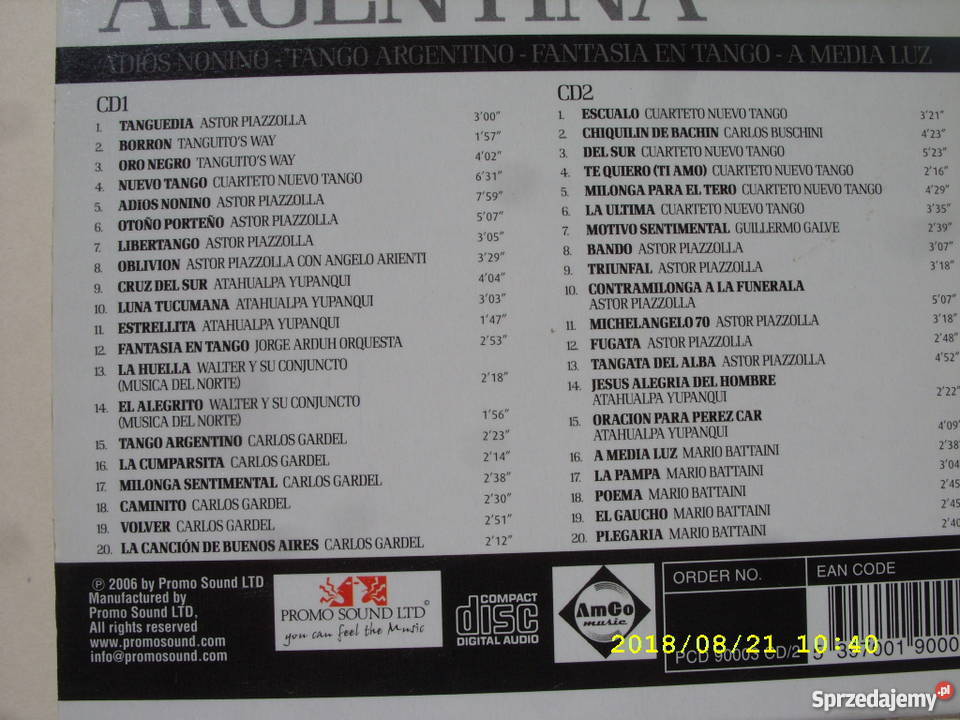 ARGENTINA
ADIOS NONINO - TANGO ARGENTINO - FANTASIA EN TANGO - A MEDIA LUZ
CD1
1. TANGUEDIA ASTOR PIAZZOLLA 3'00"
2. BORRON TANGUITO'S WAY 1'57"
3. ORO NEGRO TANGUITO'S WAY 4'02"
4. NUEVO TANGO CUARTETO NUEVO TANGO 6'31"
5. ADIOS NONINO ASTOR PIAZZOLLA 7'59"
6. OTOÑO PORTEÑO ASTOR PIAZZOLLA 5'07"
7. LIBERTANGO ASTOR PIAZZOLLA 3'05"
8. OBLIVION ASTOR PIAZZOLLA CON ANGELO ARIENTI 3'29"
9. CRUZ DEL SUR ATAHUALPA YUPANQUI 4'04"
10. LUNA TUCUMANA ATAHUALPA YUPANQUI 3'03"
11. ESTRELLITA ATAHUALPA YUPANQUI 1'47"
12. FANTASIA EN TANGO JORGE ARDUH ORQUESTA 2'53"
13. LA HUELLA WALTER Y SU CONJUNCTO
(MUSICA DEL NORTE) 2'18"
14. EL ALEGRITO WALTER Y SU CONJUNCTO
(MUSICA DEL NORTE) 1'56"
15. TANGO ARGENTINO CARLOS GARDEL 2'23"
16. LA CUMPARSITA CARLOS GARDEL 2'14"
17. MILONGA SENTIMENTAL CARLOS GARDEL 2'38"
18. CAMINITO CARLOS GARDEL 2'30"
19. VOLVER CARLOS GARDEL 2'51"
20. LA CANCIÓN DE BUENOS AIRES CARLOS GARDEL 2'12"
CD2
1. ESCUALO CUARTETO NUEVO TANGO 3'21"
2. CHIQUILIN DE BACHIN CARLOS BUSCHINI 4'23"
3. DEL SUR CUARTETO NUEVO TANGO 5'23"
4. TE QUIERO (TI AMO) CUARTETO NUEVO TANGO 2'16"
5. MILONGA PARA EL TERO CUARTETO NUEVO TANGO 4'29"
6. LA ULTIMA CUARTETO NUEVO TANGO 3'35"
7. MOTIVO SENTIMENTAL GUILLERMO GALVE 2'39"
8. BANDO ASTOR PIAZZOLLA 3'07"
9. TRIUNFAL ASTOR PIAZZOLLA 3'18"
10. CONTRAMILONGA A LA FUNERALA
ASTOR PIAZZOLLA 5'07"
11. MICHELANGELO 70 ASTOR PIAZZOLLA 3'18"
12. FUGATA ASTOR PIAZZOLLA 2'48"
13. TANGATA DEL ALBA ASTOR PIAZZOLLA 4'52"
14. JESUS ALEGRIA DEL HOMBRE
ATAHUALPA YUPANQUI 2'22"
15. ORACION PARA PEREZ CAR
ATAHUALPA YUPANQUI 4'09"
16. A MEDIA LUZ MARIO BATTAINI 2'38"
17. LA PAMPA MARIO BATTAINI 3'04
18. POEMA MARIO BATTAINI 2'45
19. EL GAUCHO MARIO BATTAINI 2'45
20. PLEGARIA MARIO BATTAINI 2'40
℗ 2006 by Promo Sound LTD
Manufactured by
Promo Sound LTD.
All rights reserved
www.promosound.com
info@promosound.com
PROMO SOUND LTD©
you can feel the Music
COMPACT
disc
DIGITAL AUDIO
AmCo
music
ORDER NO.
EAN CODE
PCD 90003 CD/2
2018/08/21 10:40
Sprzedajemy.pl